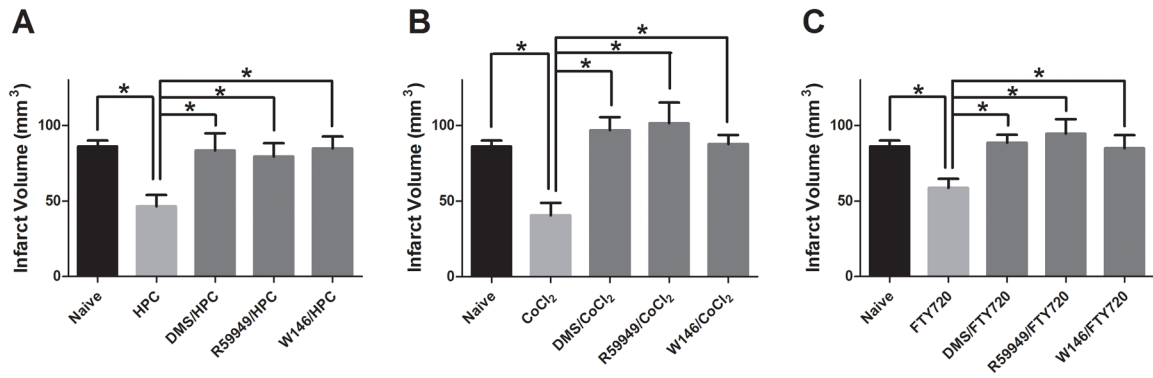 A
Infarct Volume (mm³)
100
50
0
*
*
*
*
Naive
HPC
DMS/HPC
R59949/HPC
W146/HPC
B
Infarct Volume (mm³)
100
50
0
*
*
*
*
Naive
CoCl₂
DMS/CoCl₂
R59949/CoCl₂
W146/CoCl₂
C
Infarct Volume (mm³)
100
50
0
*
*
*
*
Naive
FTY720
DMS/FTY720
R59949/FTY720
W146/FTY720